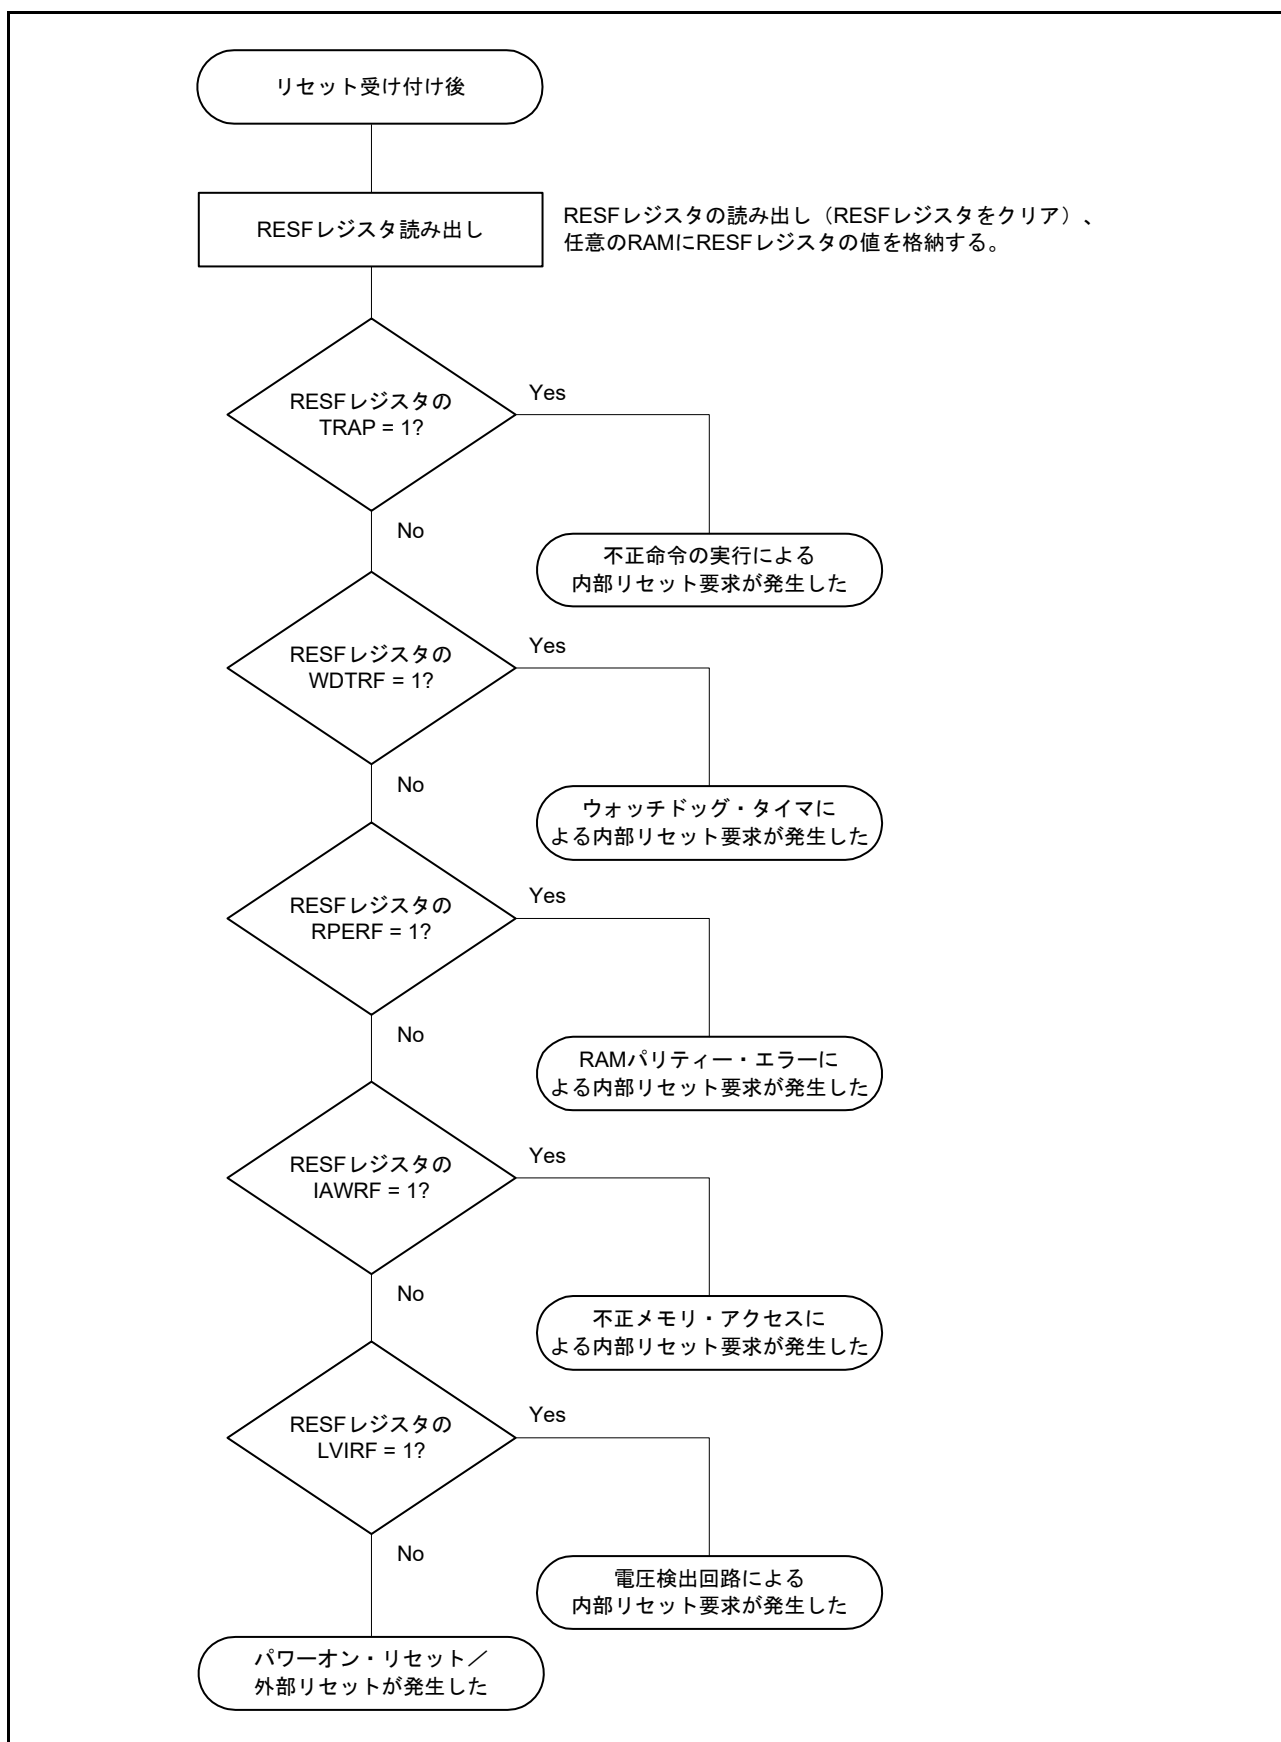 リセット受け付け後
RESFレジスタ読み出し
RESFレジスタの読み出し（RESFレジスタをクリア）、
任意のRAMにRESFレジスタの値を格納する。
RESFレジスタの
TRAP = 1?
Yes
No
不正命令の実行による
内部リセット要求が発生した
RESFレジスタの
WDTRF = 1?
Yes
No
ウォッチドッグ・タイマに
よる内部リセット要求が発生した
RESFレジスタの
RPERF = 1?
Yes
No
RAMパリティー・エラーに
よる内部リセット要求が発生した
RESFレジスタの
IAWRF = 1?
Yes
No
不正メモリ・アクセスに
よる内部リセット要求が発生した
RESFレジスタの
LVIRF = 1?
Yes
No
電圧検出回路による
内部リセット要求が発生した
パワーオン・リセット／
外部リセットが発生した